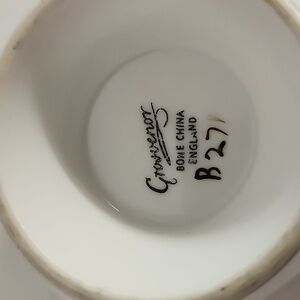 Grosvenor
BONE CHINA
ENGLAND
B271